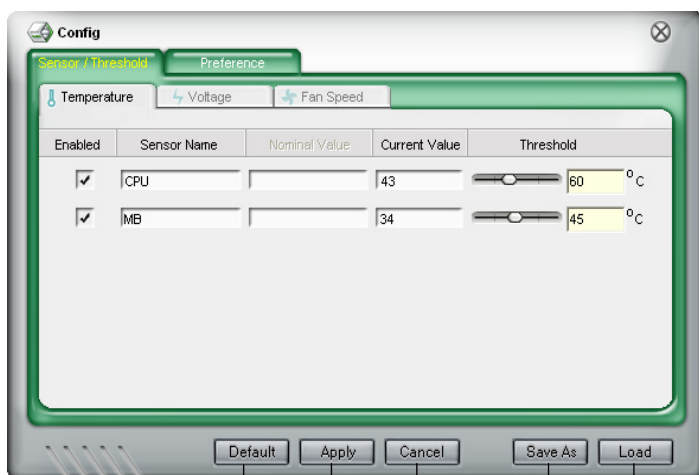 Config
Sensor / Threshold Preference
Temperature Voltage Fan Speed
Enabled Sensor Name Nominal Value Current Value Threshold
CPU 43 60 °C
MB 34 45 °C
Default Apply Cancel Save As Load